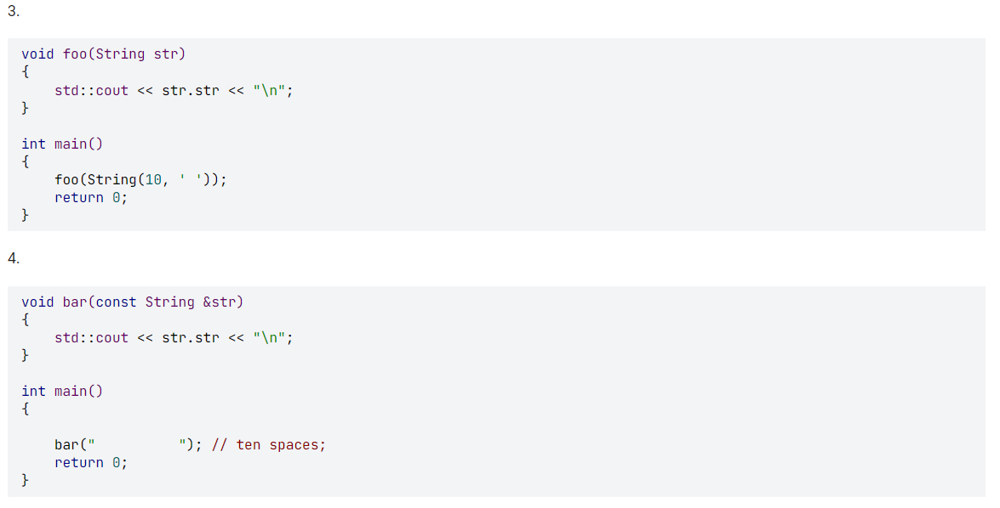 3.
void foo(String str)
{
    std::cout << str.str << "\n";
}

int main()
{
    foo(String(10, ' '));
    return 0;
}
4.
void bar(const String &str)
{
    std::cout << str.str << "\n";
}

int main()
{

    bar("          "); // ten spaces;
    return 0;
}